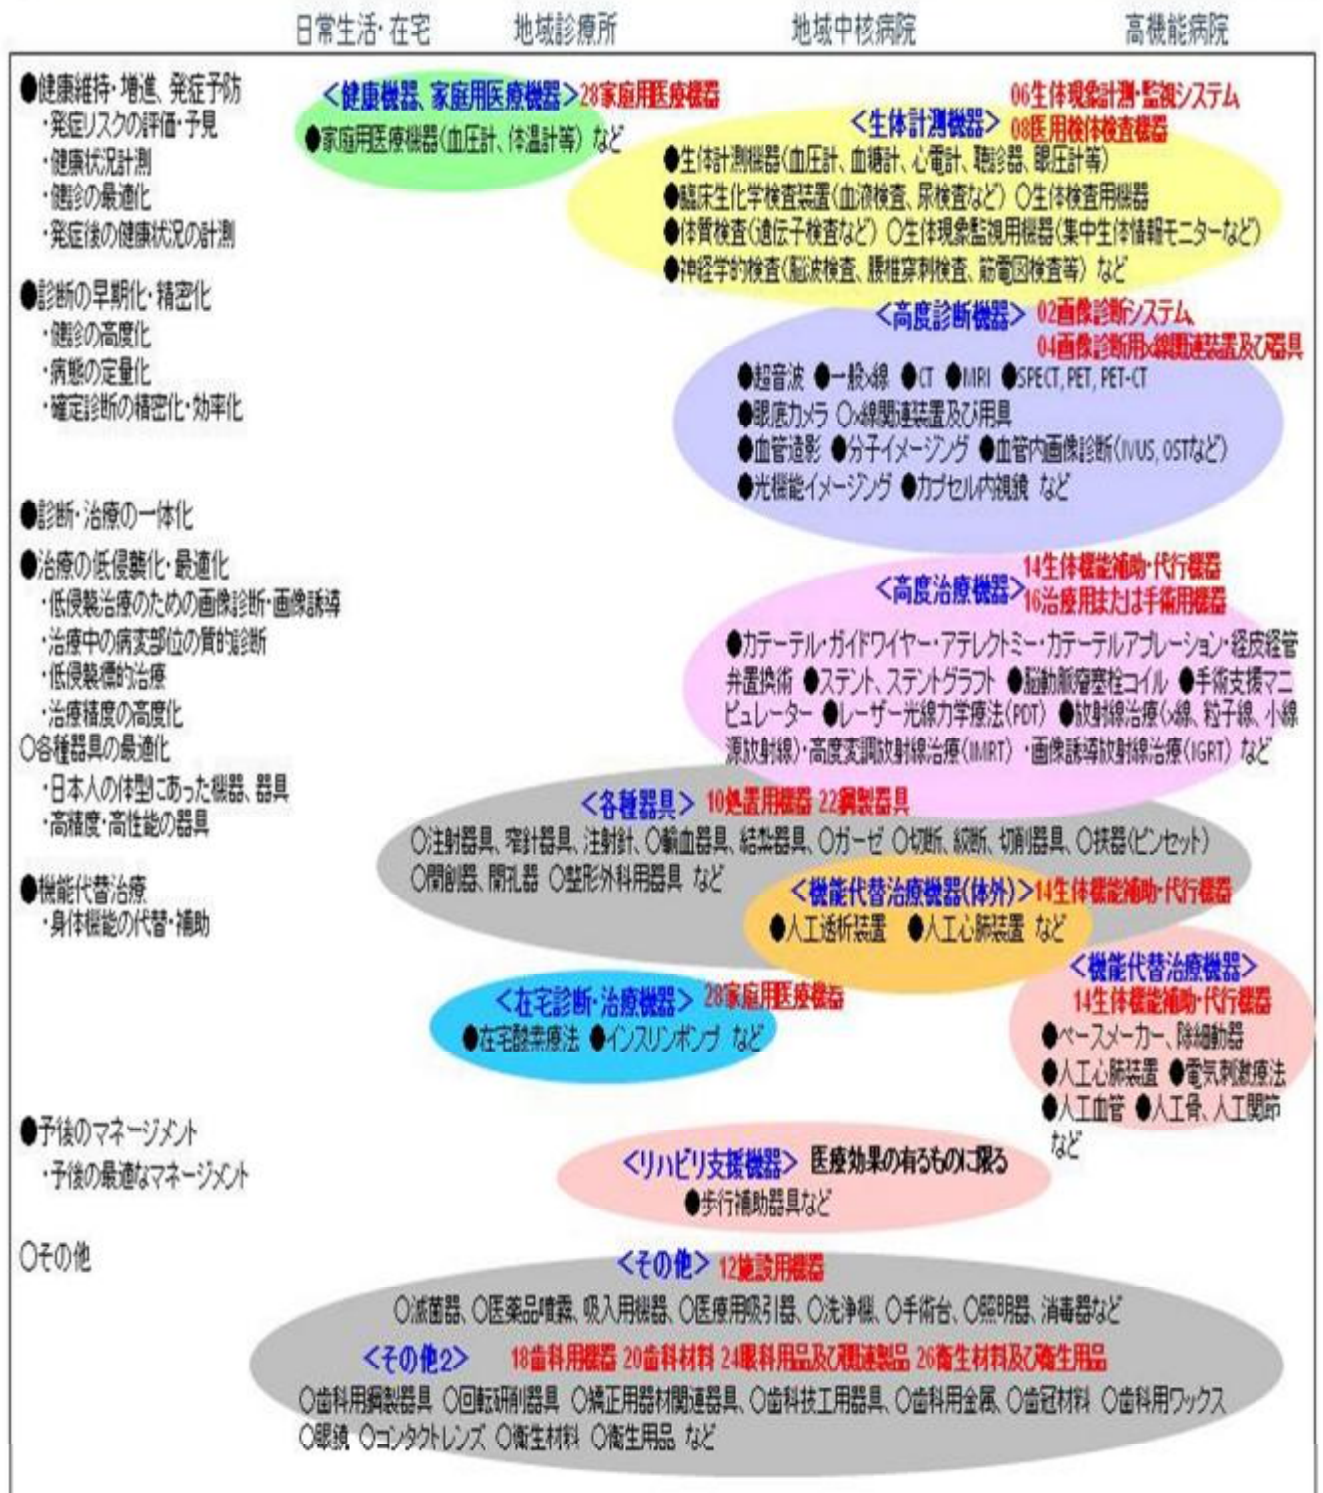 日常生活・在宅 地域診療所 地域中核病院 高機能病院
●健康維持・増進、発症予防
・発症リスクの評価・予見
・健康状況計測
・健診の最適化
・発症後の健康状況の計測
<健康機器、家庭用医療機器>28家庭用医療機器
●家庭用医療機器(血圧計、体温計等) など
06生体現象計測・監視システム
<生体計測機器> 08医用検体検査機器
●生体計測機器(血圧計、血糖計、心電計、聴診器、眼圧計等)
●臨床生化学検査装置(血液検査、尿検査など) ○生体検査用機器
●体質検査(遺伝子検査など) ○生体現象監視用機器(集中生体情報モニターなど)
●神経学的検査(脳波検査、腰椎穿刺検査、筋電図検査等) など
●診断の早期化・精密化
・健診の高度化
・病態の定量化
・確定診断の精密化・効率化
<高度診断機器> 02画像診断システム、
04画像診断用x線関連装置及び器具
●超音波 ●一般x線 ●CT ●MRI ●SPECT, PET, PET-CT
●眼底カメラ ○x線関連装置及び用具
●血管造影 ●分子イメージング ●血管内画像診断(IVUS, OSTなど)
●光機能イメージング ●カプセル内視鏡 など
●診断・治療の一体化
●治療の低侵襲化・最適化
・低侵襲治療のための画像診断・画像誘導
・治療中の病変部位の質的診断
・低侵襲標的治療
・治療精度の高度化
14生体機能補助・代行機器
<高度治療機器> 16治療用または手術用機器
●カテーテル・ガイドワイヤー・アテレクトミー・カテーテルアブレーション・経皮経管
弁置換術 ●ステント、ステントグラフト ●脳動脈瘤塞栓コイル ●手術支援マニ
ピュレーター ●レーザー光線力学療法(PDT) ●放射線治療(x線、粒子線、小線
源放射線)・高度変調放射線治療(IMRT) ・画像誘導放射線治療(IGRT) など
○各種器具の最適化
・日本人の体型にあった機器、器具
・高精度・高性能の器具
<各種器具> 10処置用機器 22鋼製器具
○注射器具、穿針器具、注射針、○輸血器具、結紮器具、○ガーゼ ○切断、絞断、切削器具、○挟器(ピンセット)
○開創器、開孔器 ○整形外科用器具 など
●機能代替治療
・身体機能の代替・補助
<機能代替治療機器(体外)>14生体機能補助・代行機器
●人工透析装置 ●人工心肺装置 など
<機能代替治療機器>
14生体機能補助・代行機器
●ペースメーカー、除細動器
●人工心肺装置 ●電気刺激療法
●人工血管 ●人工骨、人工関節
など
<在宅診断・治療機器> 28家庭用医療機器
●在宅酸素療法 ●インスリンポンプ など
●予後のマネージメント
・予後の最適なマネージメント
<リハビリ支援機器> 医療効果の有るものに限る
●歩行補助器具など
○その他
<その他> 12施設用機器
○滅菌器、○医薬品噴霧、吸入用機器、○医療用吸引器、○洗浄機、○手術台、○照明器、消毒器など
<その他2> 18歯科用機器 20歯科材料 24眼科用品及び関連製品 26衛生材料及び衛生用品
○歯科用鋼製器具 ○回転研削器具 ○矯正用器材関連器具、○歯科技工用器具、○歯科用金属、○歯冠材料 ○歯科用ワックス
○眼鏡 ○コンタクトレンズ ○衛生材料 ○衛生用品 など